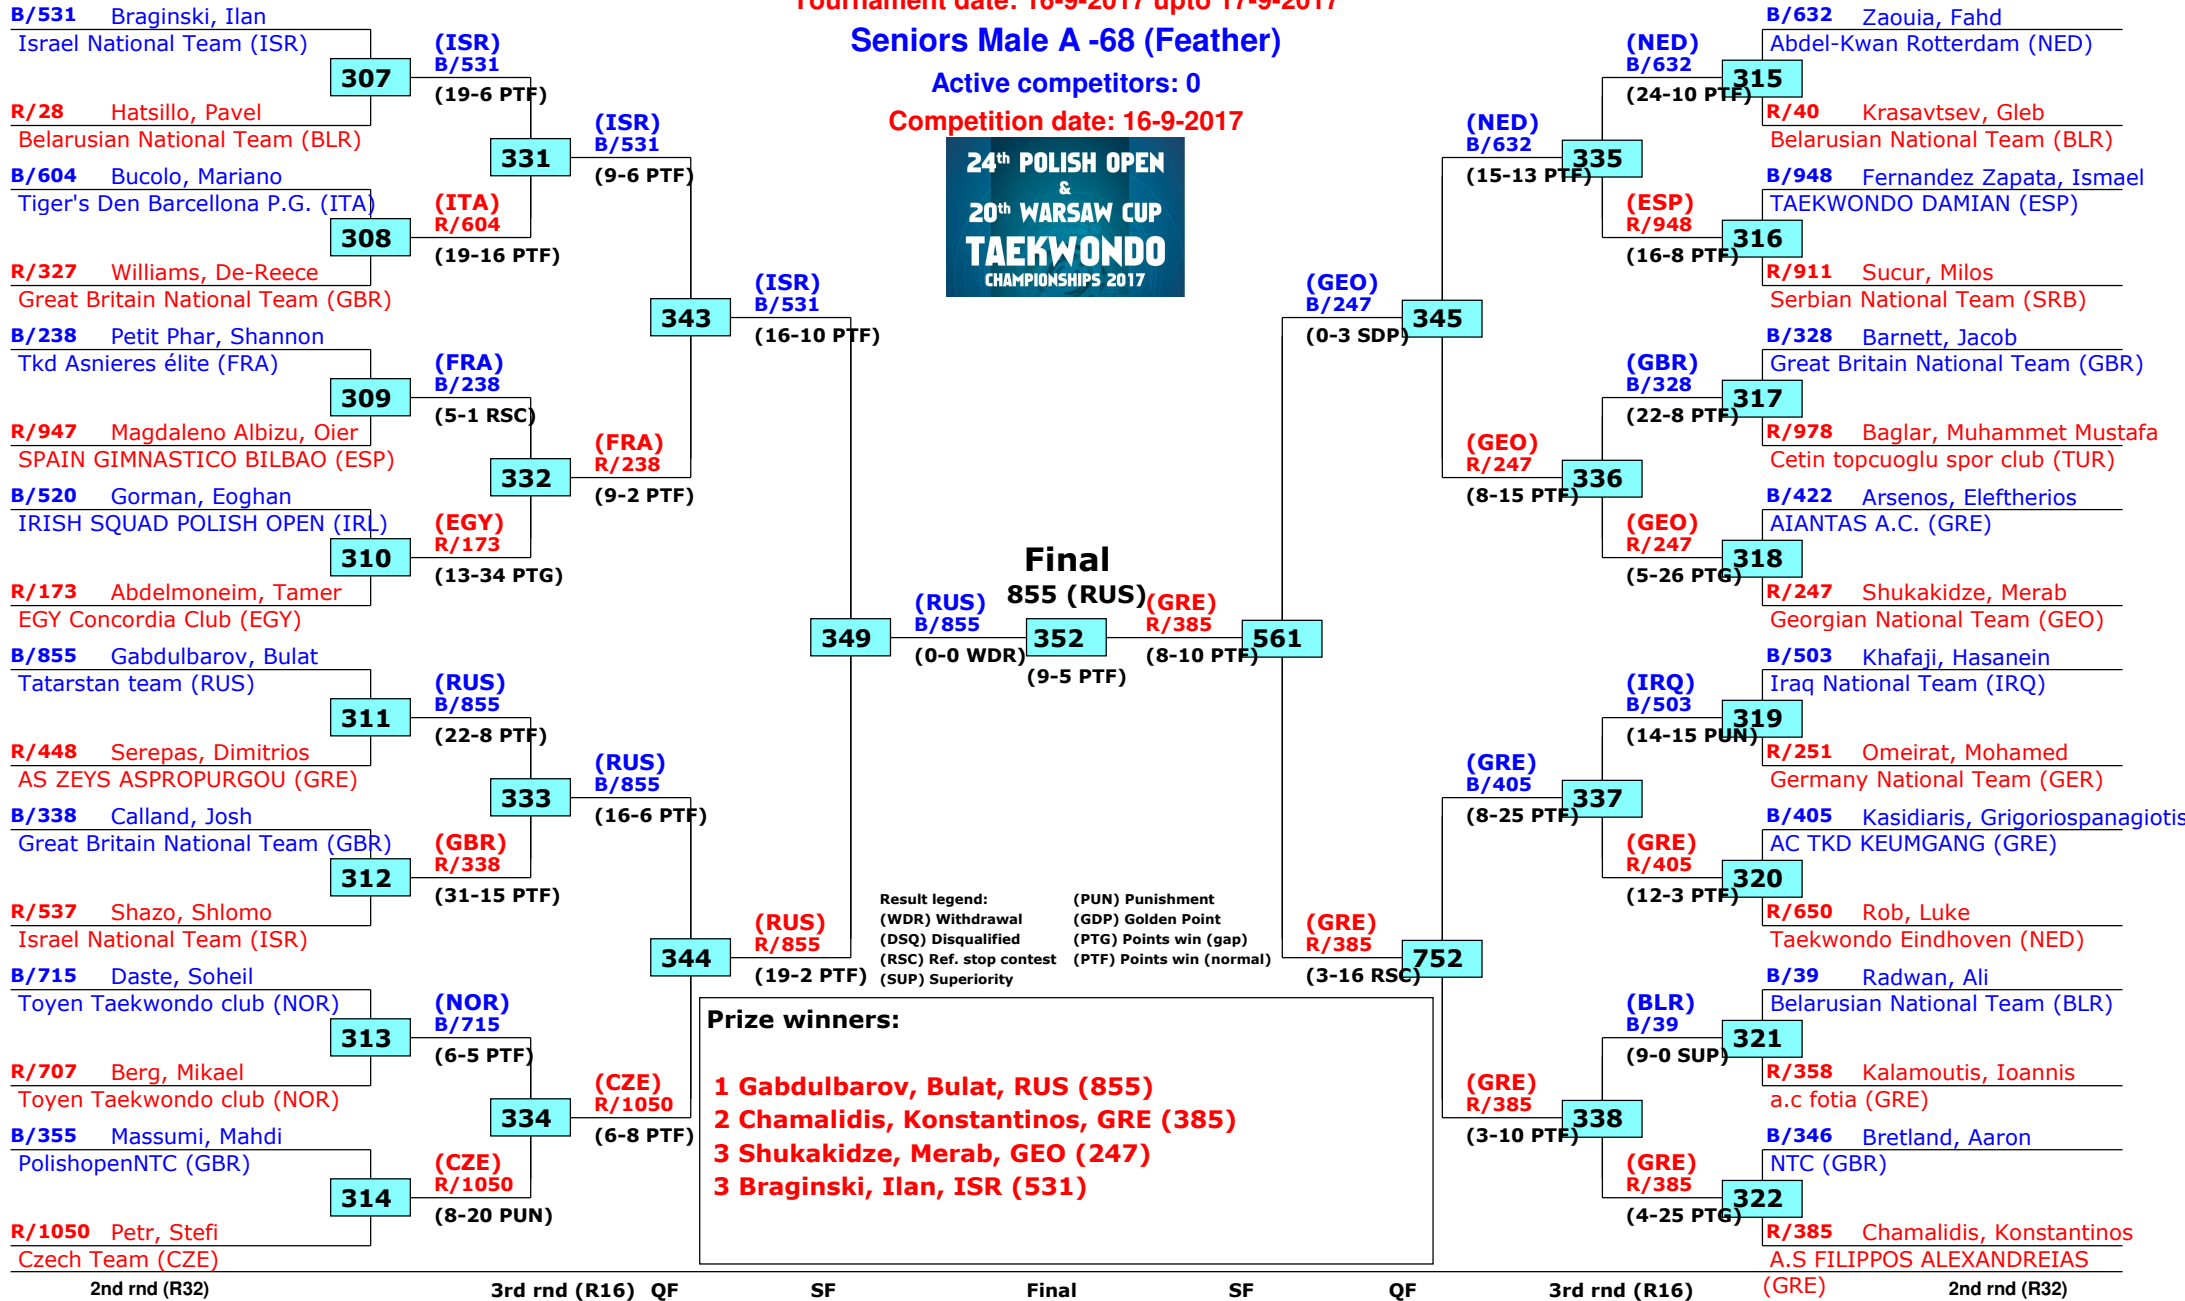 Tournament date: 16-9-2017 upto 17-9-2017
Seniors Male A -68 (Feather)
Active competitors: 0
Competition date: 16-9-2017
24th POLISH OPEN
&
20th WARSAW CUP
TAEKWONDO
CHAMPIONSHIPS 2017
B/531 Braginski, Ilan
Israel National Team (ISR)
307
R/28 Hatsillo, Pavel
Belarusian National Team (BLR)
B/604 Bucolo, Mariano
Tiger's Den Barcellona P.G. (ITA)
308
R/327 Williams, De-Reece
Great Britain National Team (GBR)
B/238 Petit Phar, Shannon
Tkd Asnieres élite (FRA)
309
R/947 Magdaleno Albizu, Oier
SPAIN GIMNASTICO BILBAO (ESP)
B/520 Gorman, Eoghan
IRISH SQUAD POLISH OPEN (IRL)
310
R/173 Abdelmoneim, Tamer
EGY Concordia Club (EGY)
B/855 Gabdulbarov, Bulat
Tatarstan team (RUS)
311
R/448 Serepas, Dimitrios
AS ZEYS ASPROPURGOU (GRE)
B/338 Calland, Josh
Great Britain National Team (GBR)
312
R/537 Shazo, Shlomo
Israel National Team (ISR)
B/715 Daste, Soheil
Toyen Taekwondo club (NOR)
313
R/707 Berg, Mikael
Toyen Taekwondo club (NOR)
B/355 Massumi, Mahdi
PolishopenNTC (GBR)
314
R/1050 Petr, Stefi
Czech Team (CZE)
(ISR)
B/531
(19-6 PTF)
331
(ITA)
R/604
(19-16 PTF)
(FRA)
B/238
(5-1 RSC)
332
(EGY)
R/173
(13-34 PTG)
(RUS)
B/855
(22-8 PTF)
333
(GBR)
R/338
(31-15 PTF)
(NOR)
B/715
(6-5 PTF)
334
(CZE)
R/1050
(8-20 PUN)
(ISR)
B/531
(9-6 PTF)
343
(FRA)
R/238
(9-2 PTF)
(RUS)
B/855
(16-6 PTF)
344
(CZE)
R/1050
(6-8 PTF)
(ISR)
B/531
(16-10 PTF)
349
(RUS)
R/855
(19-2 PTF)
(RUS)
B/855
(0-0 WDR)
Final
855 (RUS)
352
(9-5 PTF)
(GRE)
R/385
(8-10 PTF)
561
(GEO)
B/247
(0-3 SDP)
345
(GRE)
R/385
(3-16 RSC)
752
(NED)
B/632
(15-13 PTF)
335
(GEO)
R/247
(8-15 PTF)
336
(GRE)
B/405
(8-25 PTF)
337
(GRE)
R/385
(3-10 PTF)
338
(NED)
B/632
(24-10 PTF)
315
(ESP)
R/948
(16-8 PTF)
316
(GBR)
B/328
(22-8 PTF)
317
(GEO)
R/247
(5-26 PTG)
318
(IRQ)
B/503
(14-15 PUN)
319
(GRE)
R/405
(12-3 PTF)
320
(BLR)
B/39
(9-0 SUP)
321
(GRE)
R/385
(4-25 PTG)
322
B/632 Zaouia, Fahd
Abdel-Kwan Rotterdam (NED)
R/40 Krasavtsev, Gleb
Belarusian National Team (BLR)
B/948 Fernandez Zapata, Ismael
TAEKWONDO DAMIAN (ESP)
R/911 Sucur, Milos
Serbian National Team (SRB)
B/328 Barnett, Jacob
Great Britain National Team (GBR)
R/978 Baglar, Muhammet Mustafa
Cetin topcuoglu spor club (TUR)
B/422 Arsenos, Eleftherios
AIANTAS A.C. (GRE)
R/247 Shukakidze, Merab
Georgian National Team (GEO)
B/503 Khafaji, Hasanein
Iraq National Team (IRQ)
R/251 Omeirat, Mohamed
Germany National Team (GER)
B/405 Kasidiaris, Grigoriospanagiotis
AC TKD KEUMGANG (GRE)
R/650 Rob, Luke
Taekwondo Eindhoven (NED)
B/39 Radwan, Ali
Belarusian National Team (BLR)
R/358 Kalamoutis, Ioannis
a.c fotia (GRE)
B/346 Bretland, Aaron
NTC (GBR)
R/385 Chamalidis, Konstantinos
A.S FILIPPOS ALEXANDREIAS
(GRE)
Result legend:
(WDR) Withdrawal
(DSQ) Disqualified
(RSC) Ref. stop contest
(SUP) Superiority
(PUN) Punishment
(GDP) Golden Point
(PTG) Points win (gap)
(PTF) Points win (normal)
Prize winners:
1 Gabdulbarov, Bulat, RUS (855)
2 Chamalidis, Konstantinos, GRE (385)
3 Shukakidze, Merab, GEO (247)
3 Braginski, Ilan, ISR (531)
2nd rnd (R32) 3rd rnd (R16) QF SF Final SF QF 3rd rnd (R16) 2nd rnd (R32)